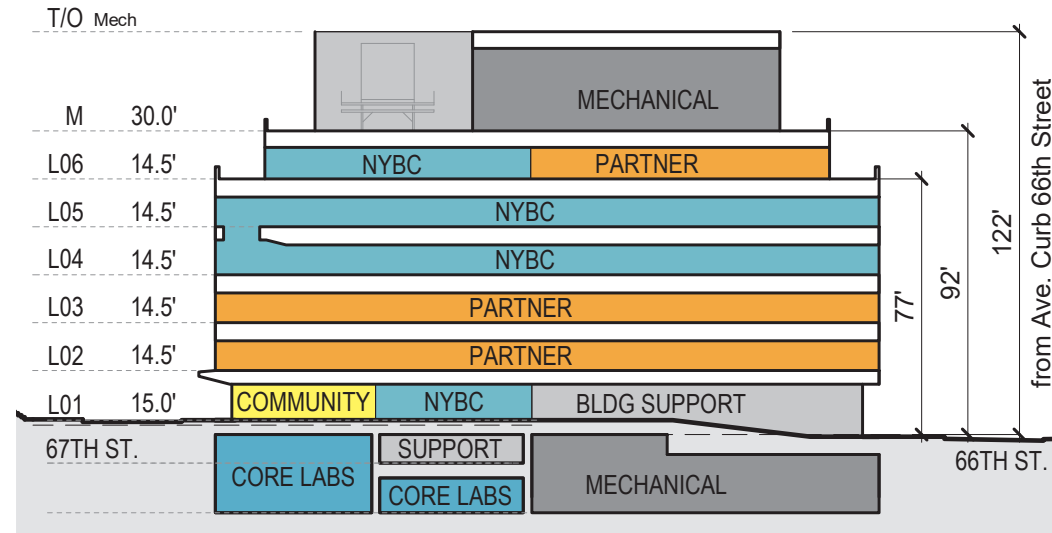 T/O Mech
MECHANICAL
M 30.0'
L06 14.5'
NYBC PARTNER
L05 14.5'
NYBC
L04 14.5'
NYBC
L03 14.5'
PARTNER
L02 14.5'
PARTNER
L01 15.0'
COMMUNITY NYBC BLDG SUPPORT
67TH ST.
SUPPORT
CORE LABS
CORE LABS
MECHANICAL
66TH ST.
77'
92'
122'
from Ave. Curb 66th Street